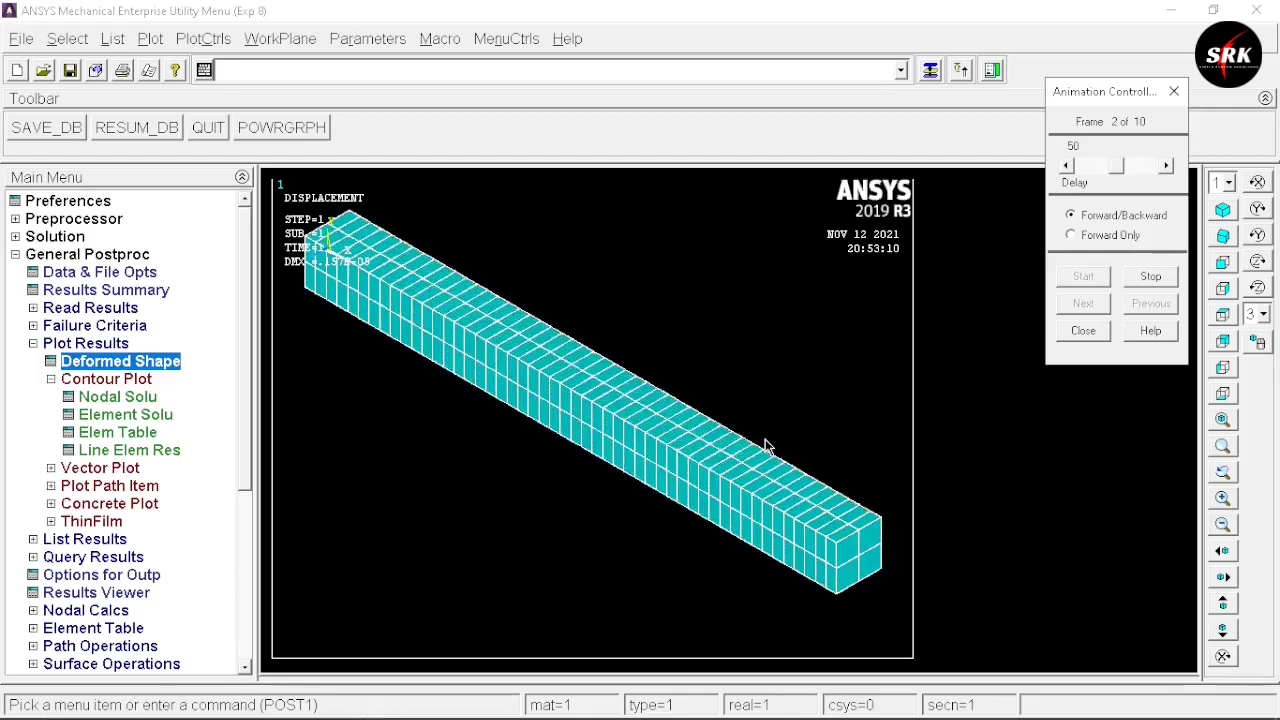 ANSYS Mechanical Enterprise Utility Menu (Exp 8)
File Select List Plot PlotCtrls WorkPlane Parameters Macro MenuCtrls Help
SRK
Toolbar
SAVE_DB RESUM_DB QUIT POWRGRPH
Animation Controll...
Frame 2 of 10
50
Delay
Forward/Backward
Forward Only
Start Stop
Next Previous
Close Help
Main Menu
Preferences
Preprocessor
Solution
General Postproc
Data & File Opts
Results Summary
Read Results
Failure Criteria
Plot Results
Deformed Shape
Contour Plot
Nodal Solu
Element Solu
Elem Table
Line Elem Res
Vector Plot
Plot Path Item
Concrete Plot
ThinFilm
List Results
Query Results
Options for Outp
Results Viewer
Nodal Calcs
Element Table
Path Operations
Surface Operations
1
DISPLACEMENT
STEP=1
SUB =1
TIME=1
ANSYS
2019 R3
NOV 12 2021
20:53:10
1
3
Pick a menu item or enter a command (POST1) mat=1 type=1 real=1 csys=0 secn=1